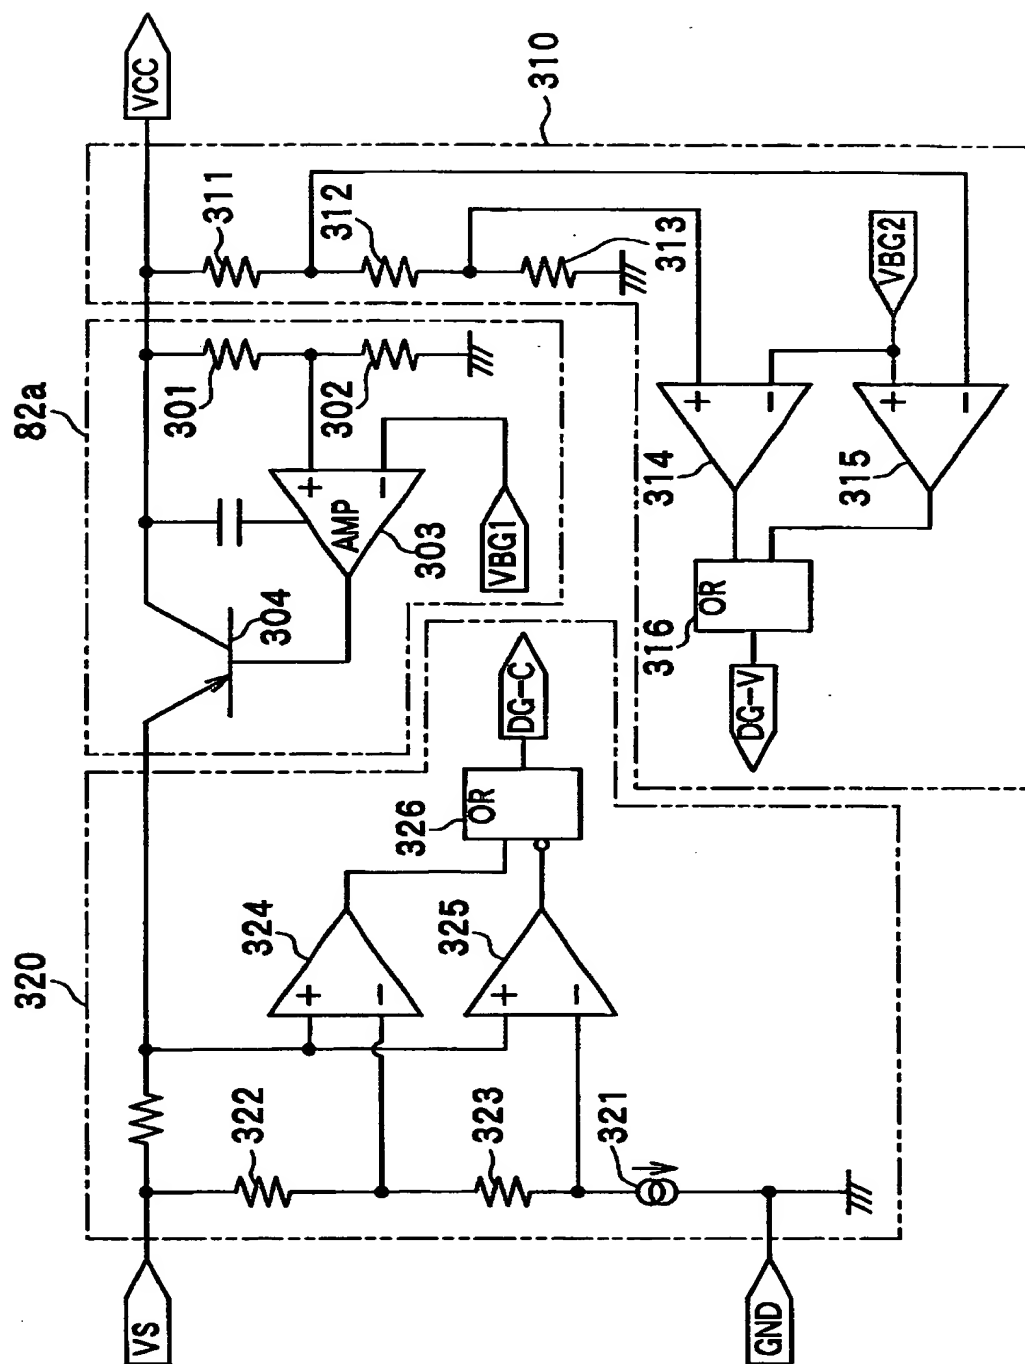 VCC
310
82a
311
312
313
301
302
+
−
AMP
303
304
VBG1
VBG2
+
−
314
+
−
315
OR
316
DG-V
DG-C
OR
326
320
+
−
324
+
−
325
322
323
321
VS
GND